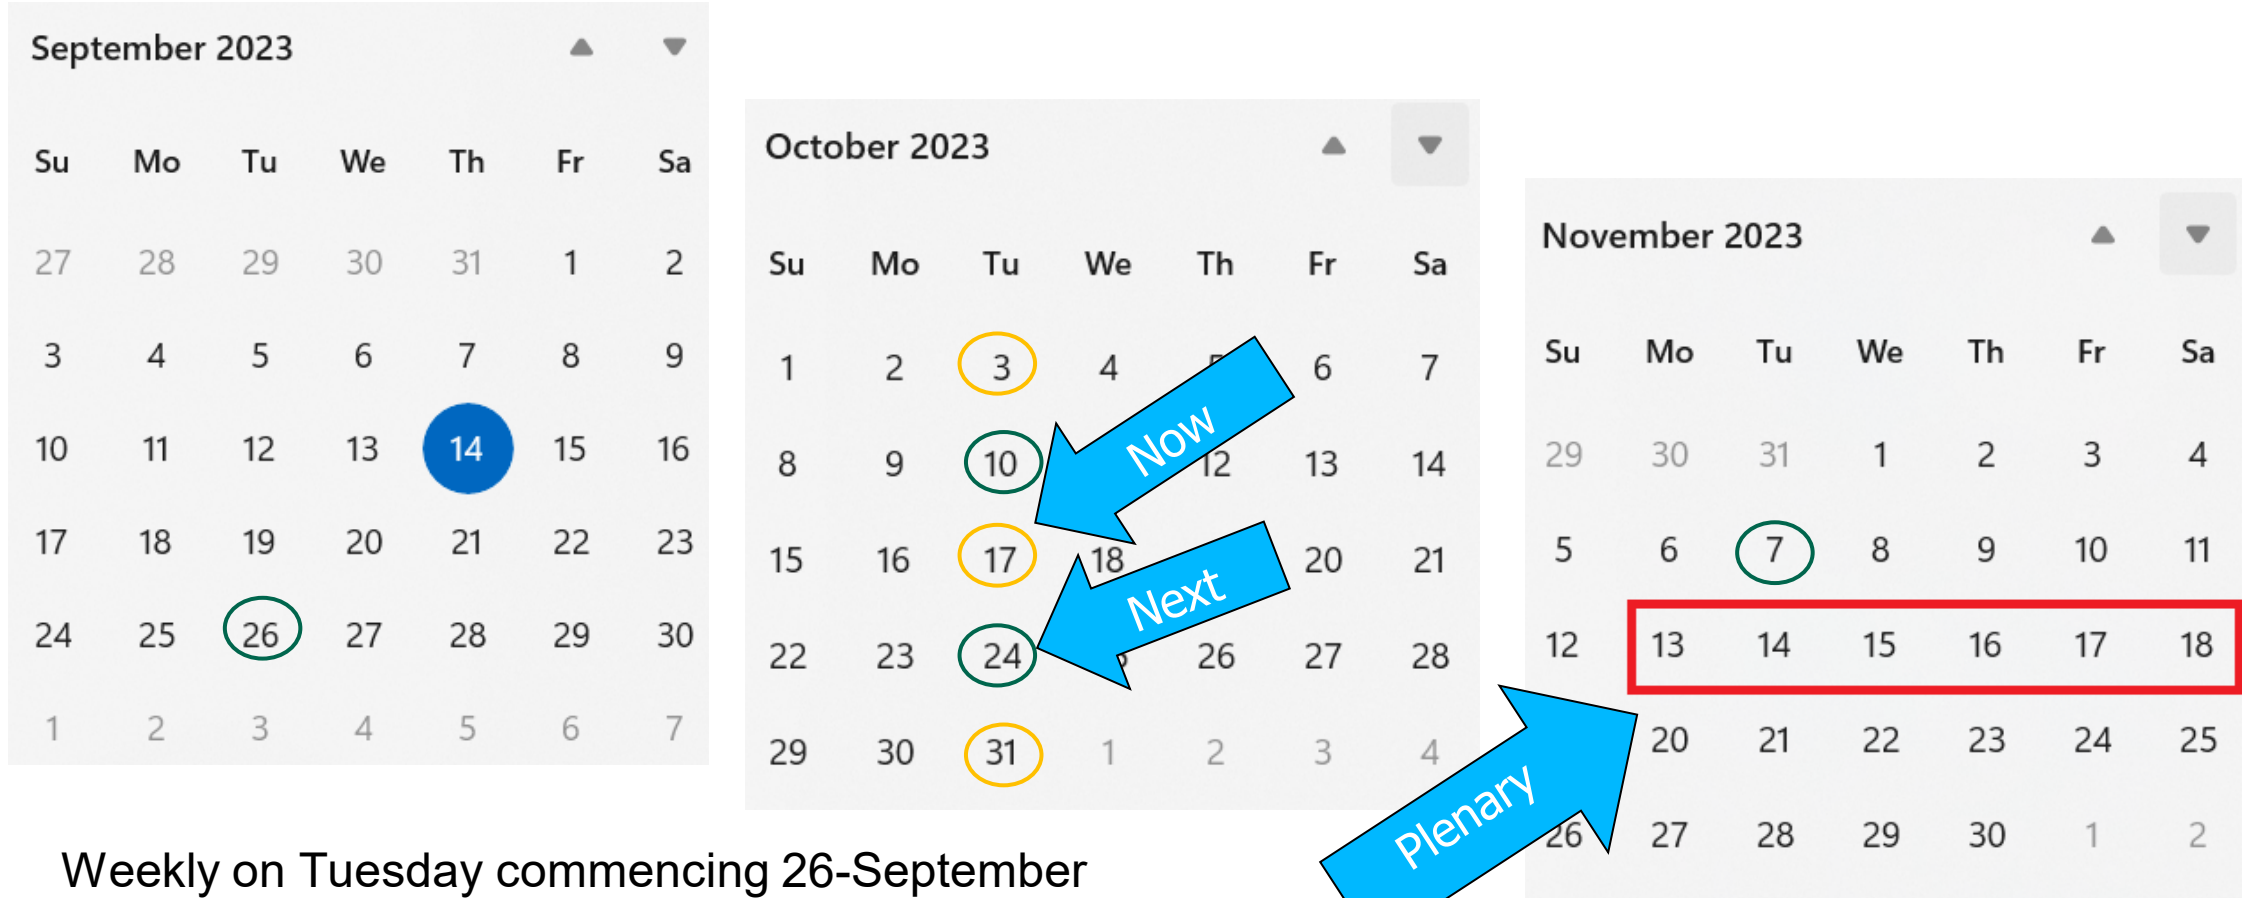 September 2023
Su Mo Tu We Th Fr Sa
27 28 29 30 31 1 2
3 4 5 6 7 8 9
10 11 12 13 14 15 16
17 18 19 20 21 22 23
24 25 26 27 28 29 30
1 2 3 4 5 6 7
October 2023
Su Mo Tu We Th Fr Sa
1 2 3 4 6 7
8 9 10 12 13 14
15 16 17 18 20 21
22 23 24 26 27 28
29 30 31 1 2 3 4
Now
Next
November 2023
Su Mo Tu We Th Fr Sa
29 30 31 1 2 3 4
5 6 7 8 9 10 11
12 13 14 15 16 17 18
20 21 22 23 24 25
26 27 28 29 30 1 2
Plenary
Weekly on Tuesday commencing 26-September